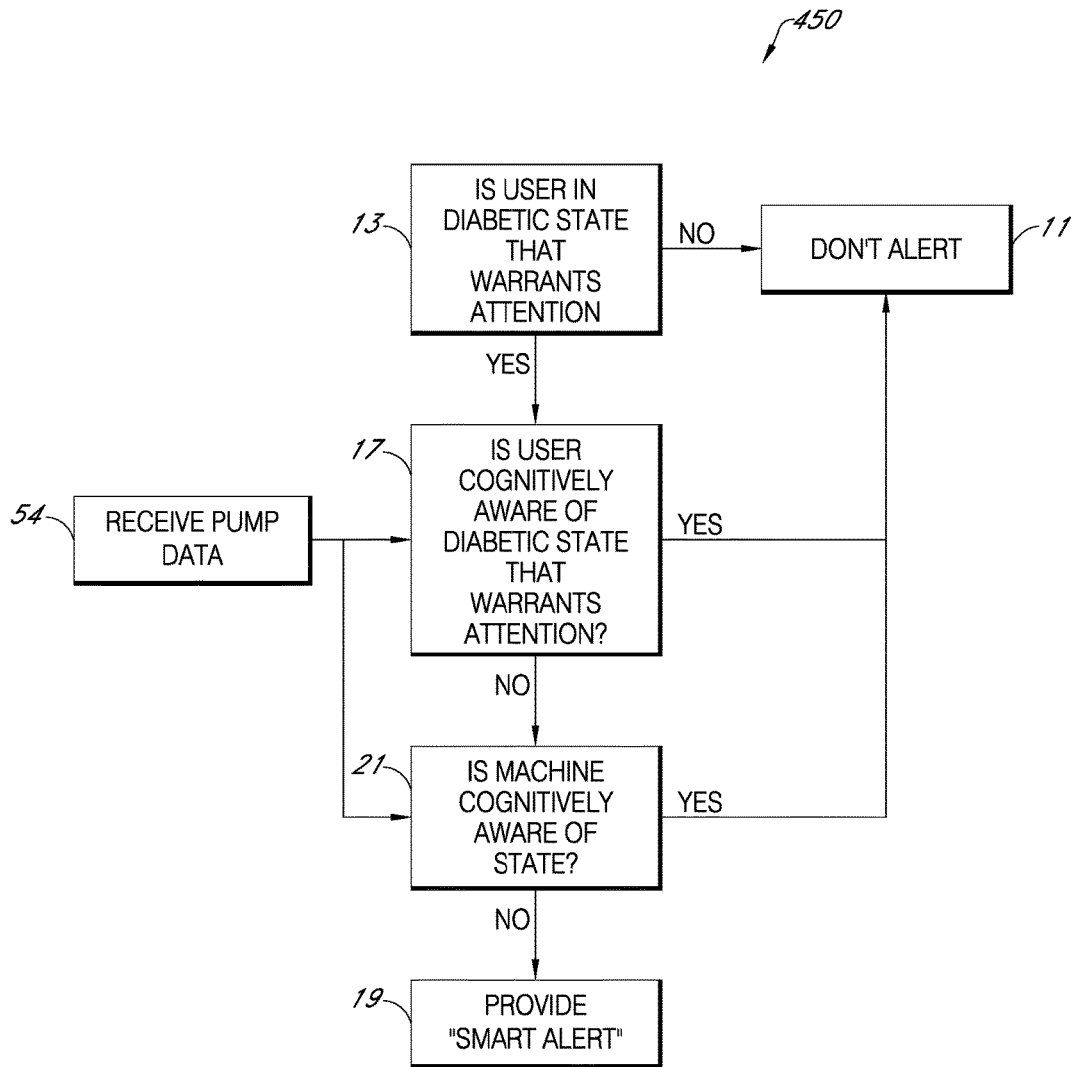 450
IS USER IN
DIABETIC STATE
THAT
WARRANTS
ATTENTION
13
NO
DON'T ALERT
11
YES
17
IS USER
COGNITIVELY
AWARE OF
DIABETIC STATE
THAT
WARRANTS
ATTENTION?
YES
54
RECEIVE PUMP
DATA
NO
21
IS MACHINE
COGNITIVELY
AWARE OF
STATE?
YES
NO
19
PROVIDE
"SMART ALERT"